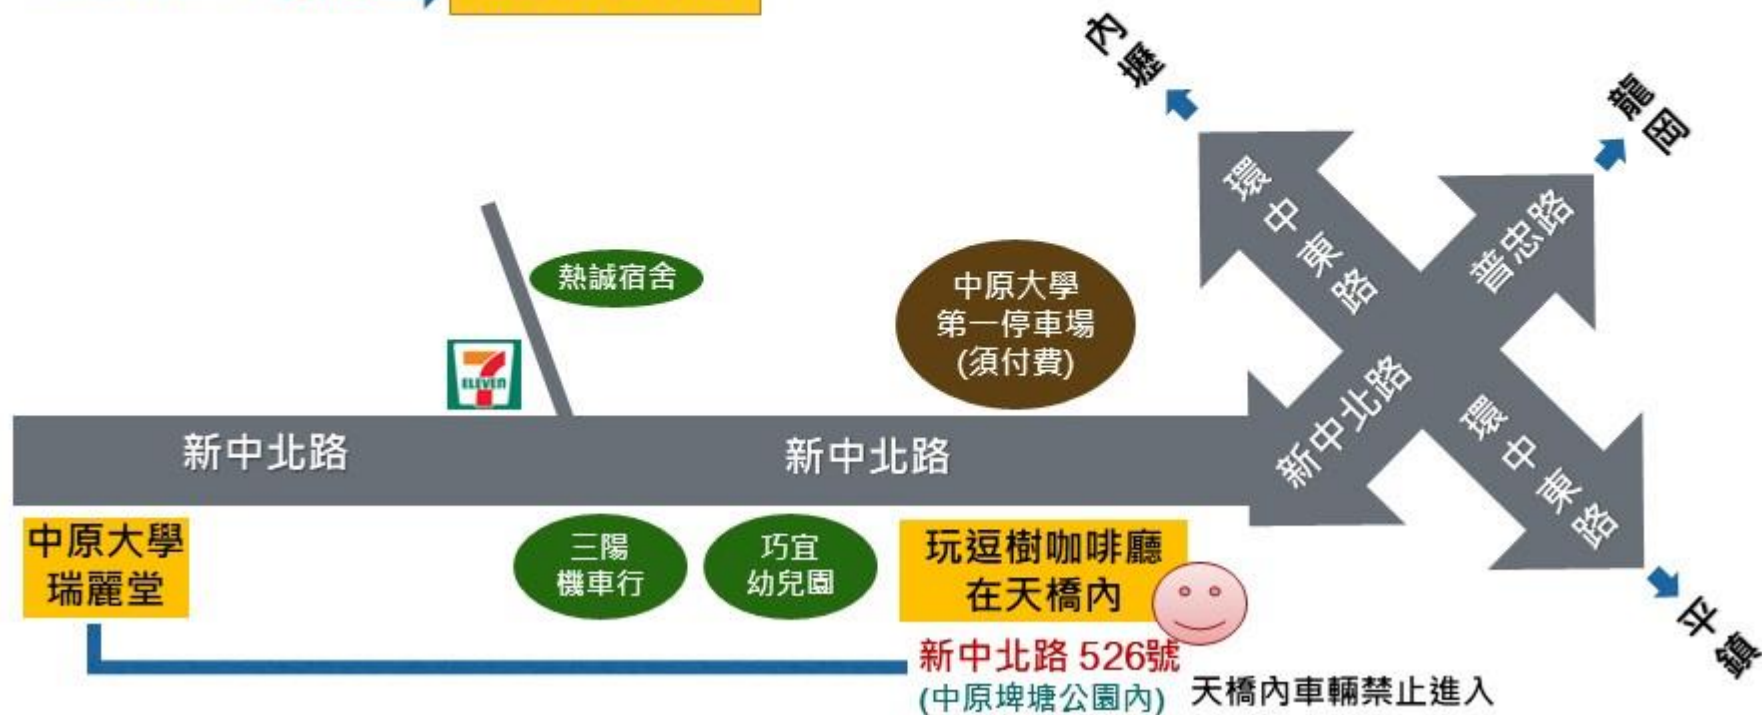 內壢
龍岡
環中東路
普忠路
熱誠宿舍
中原大學
第一停車場
(須付費)
7
ELEVEN
新中北路
新中北路
新中北路
環中東路
中原大學
瑞麗堂
三陽
機車行
巧宜
幼兒園
玩逗樹咖啡廳
在天橋內
平鎮
新中北路 526號
(中原埤塘公園內)
天橋內車輛禁止進入